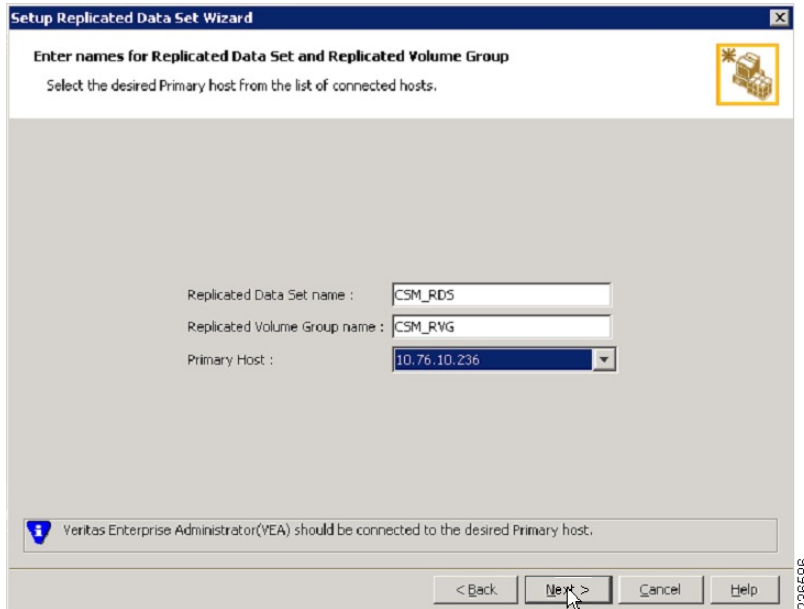 Setup Replicated Data Set Wizard
Enter names for Replicated Data Set and Replicated Volume Group
Select the desired Primary host from the list of connected hosts.
Replicated Data Set name :
CSM_RDS
Replicated Volume Group name :
CSM_RVG
Primary Host :
10.76.10.236
Veritas Enterprise Administrator(VEA) should be connected to the desired Primary host.
< Back
Next >
Cancel
Help